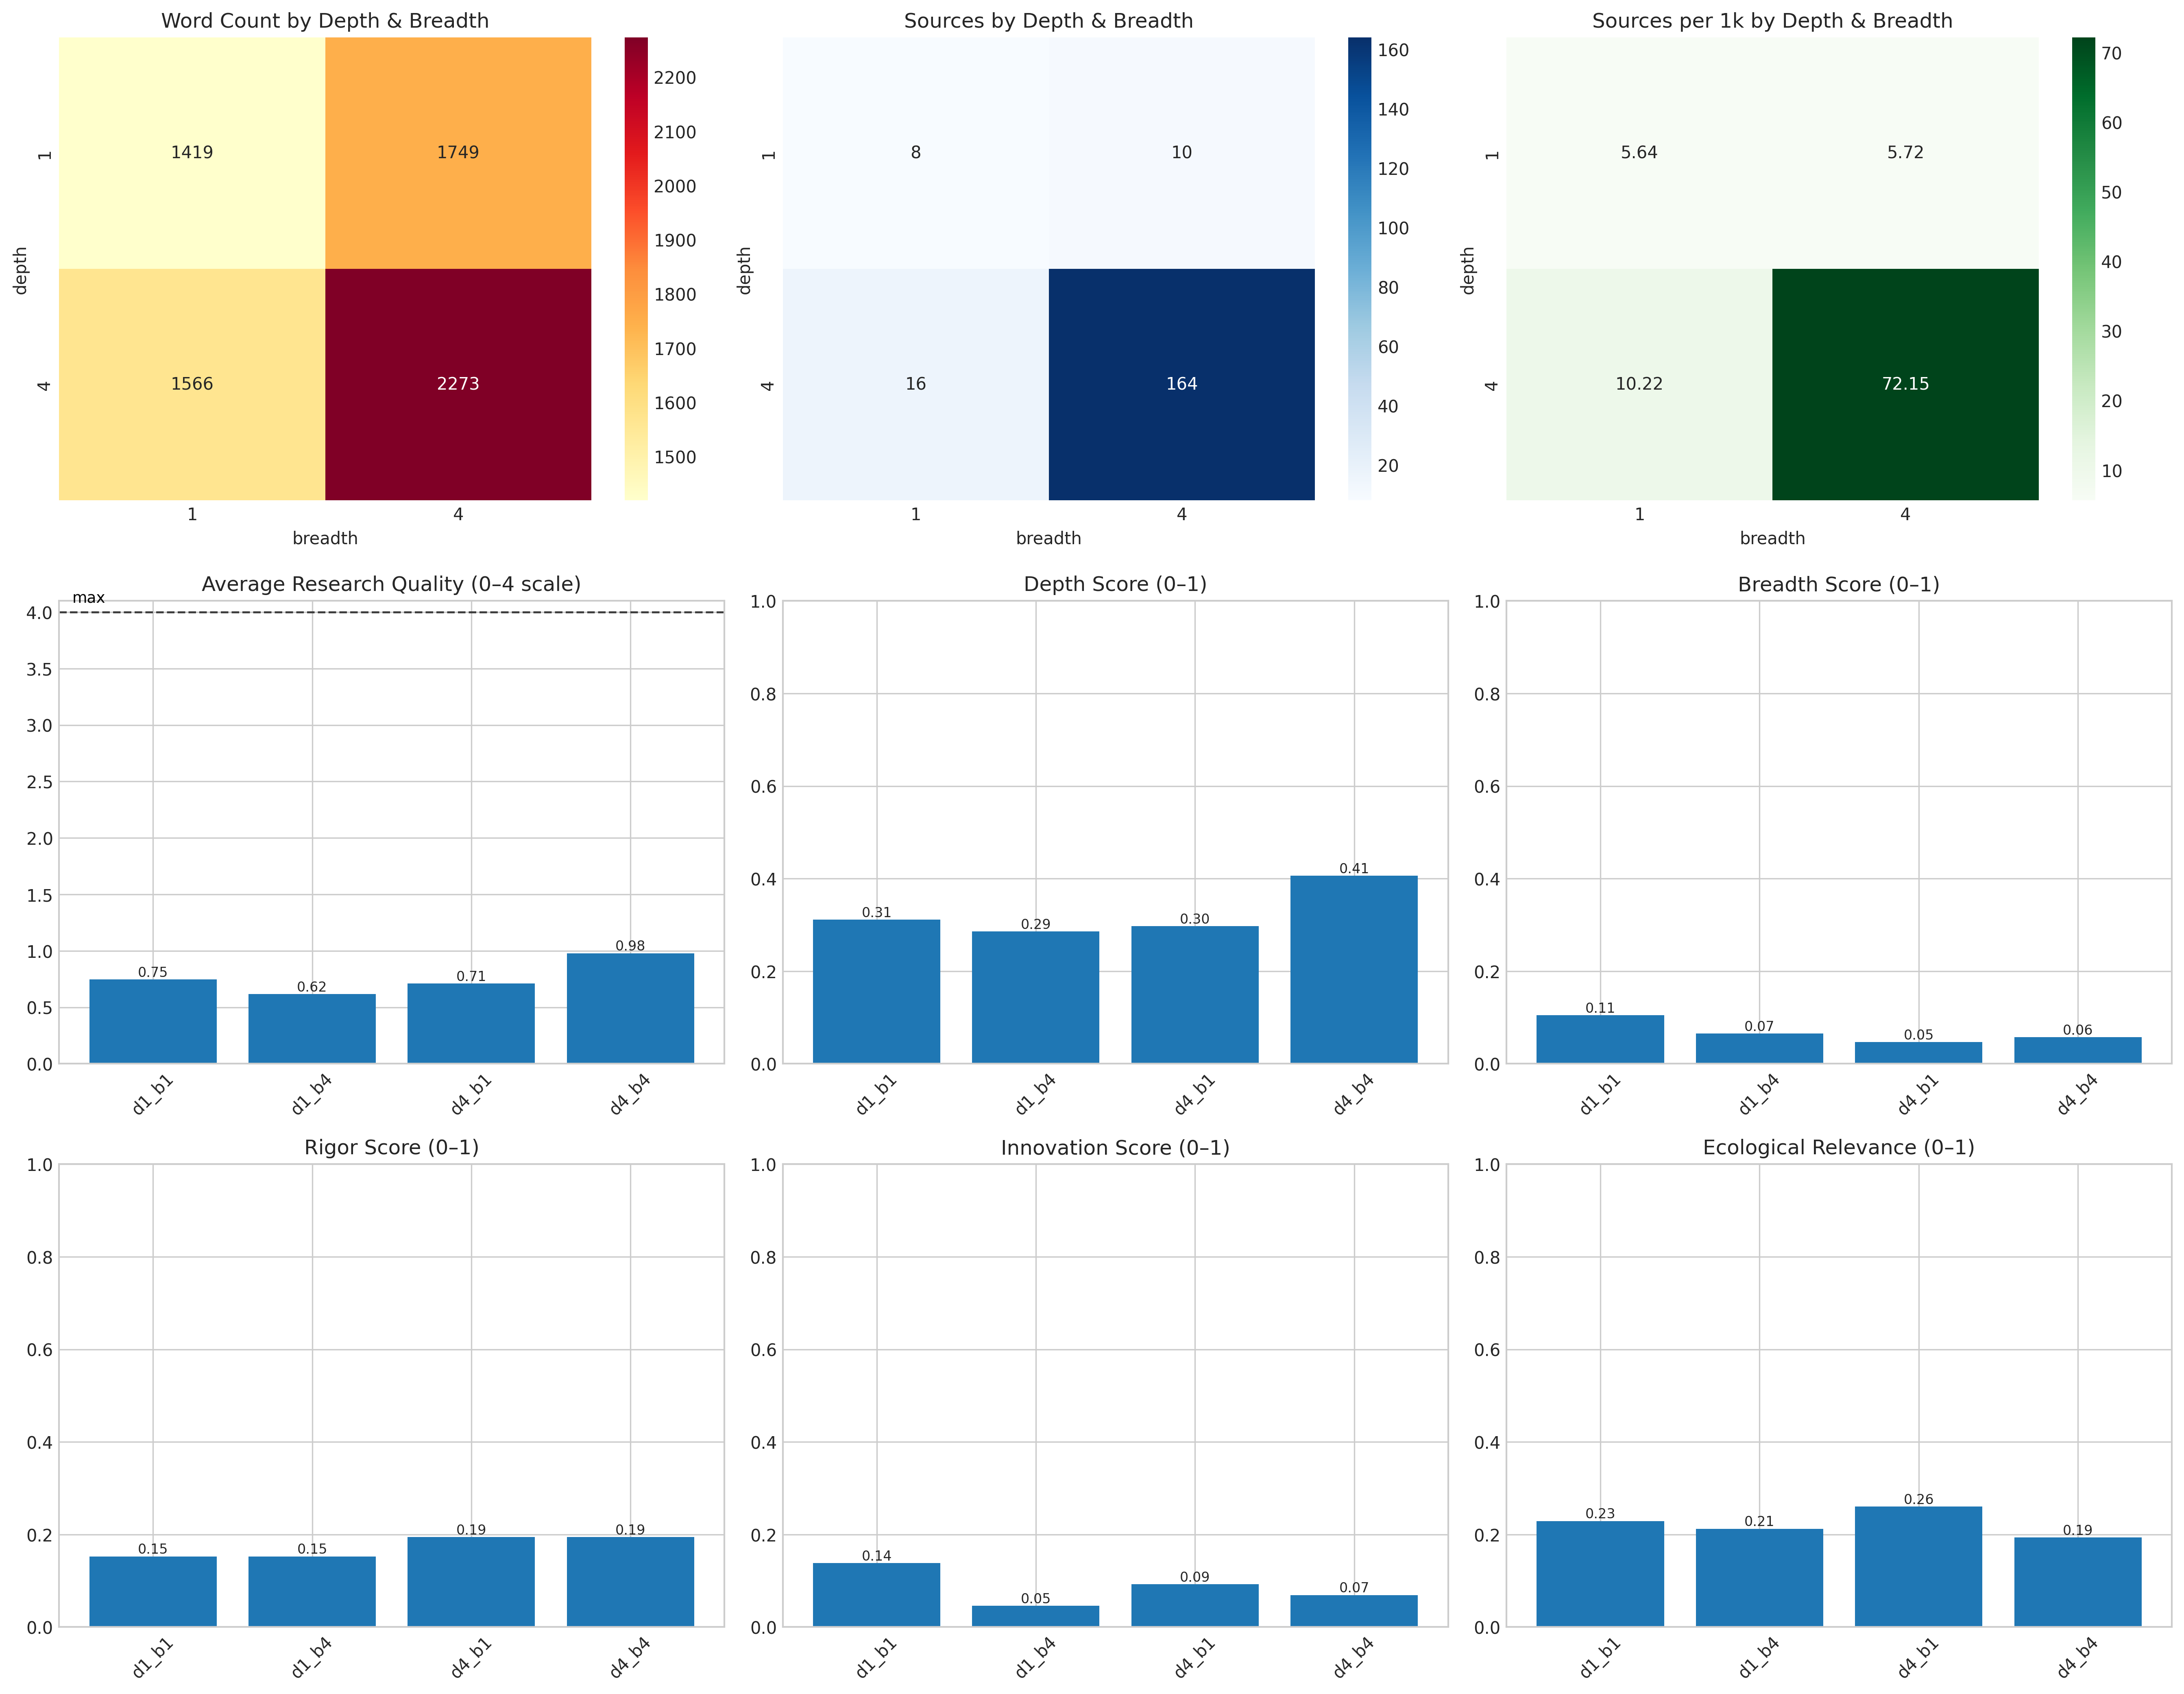 Word Count by Depth & Breadth
1419 1749
1566 2273
1 4
depth
1 4
breadth
2200
2100
2000
1900
1800
1700
1600
1500
Sources by Depth & Breadth
8 10
16 164
1 4
depth
1 4
breadth
160
140
120
100
80
60
40
20
Sources per 1k by Depth & Breadth
5.64 5.72
10.22 72.15
1 4
depth
1 4
breadth
70
60
50
40
30
20
10
Average Research Quality (0–4 scale)
max
4.0
3.5
3.0
2.5
2.0
1.5
1.0
0.5
0.0
0.75 0.62 0.71 0.98
d1_b1 d1_b4 d4_b1 d4_b4
Depth Score (0–1)
1.0
0.8
0.6
0.4
0.2
0.0
0.31 0.29 0.30 0.41
d1_b1 d1_b4 d4_b1 d4_b4
Breadth Score (0–1)
1.0
0.8
0.6
0.4
0.2
0.0
0.11 0.07 0.05 0.06
d1_b1 d1_b4 d4_b1 d4_b4
Rigor Score (0–1)
1.0
0.8
0.6
0.4
0.2
0.0
0.15 0.15 0.19 0.19
d1_b1 d1_b4 d4_b1 d4_b4
Innovation Score (0–1)
1.0
0.8
0.6
0.4
0.2
0.0
0.14 0.05 0.09 0.07
d1_b1 d1_b4 d4_b1 d4_b4
Ecological Relevance (0–1)
1.0
0.8
0.6
0.4
0.2
0.0
0.23 0.21 0.26 0.19
d1_b1 d1_b4 d4_b1 d4_b4